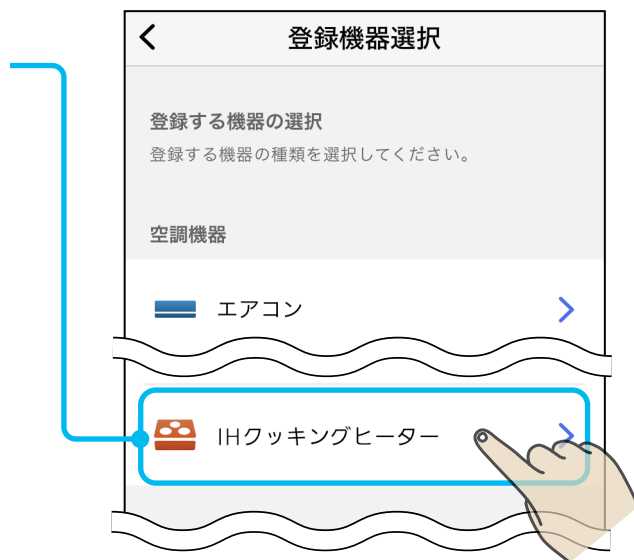 登録機器選択
登録する機器の選択
登録する機器の種類を選択してください。
空調機器
エアコン
IHクッキングヒーター